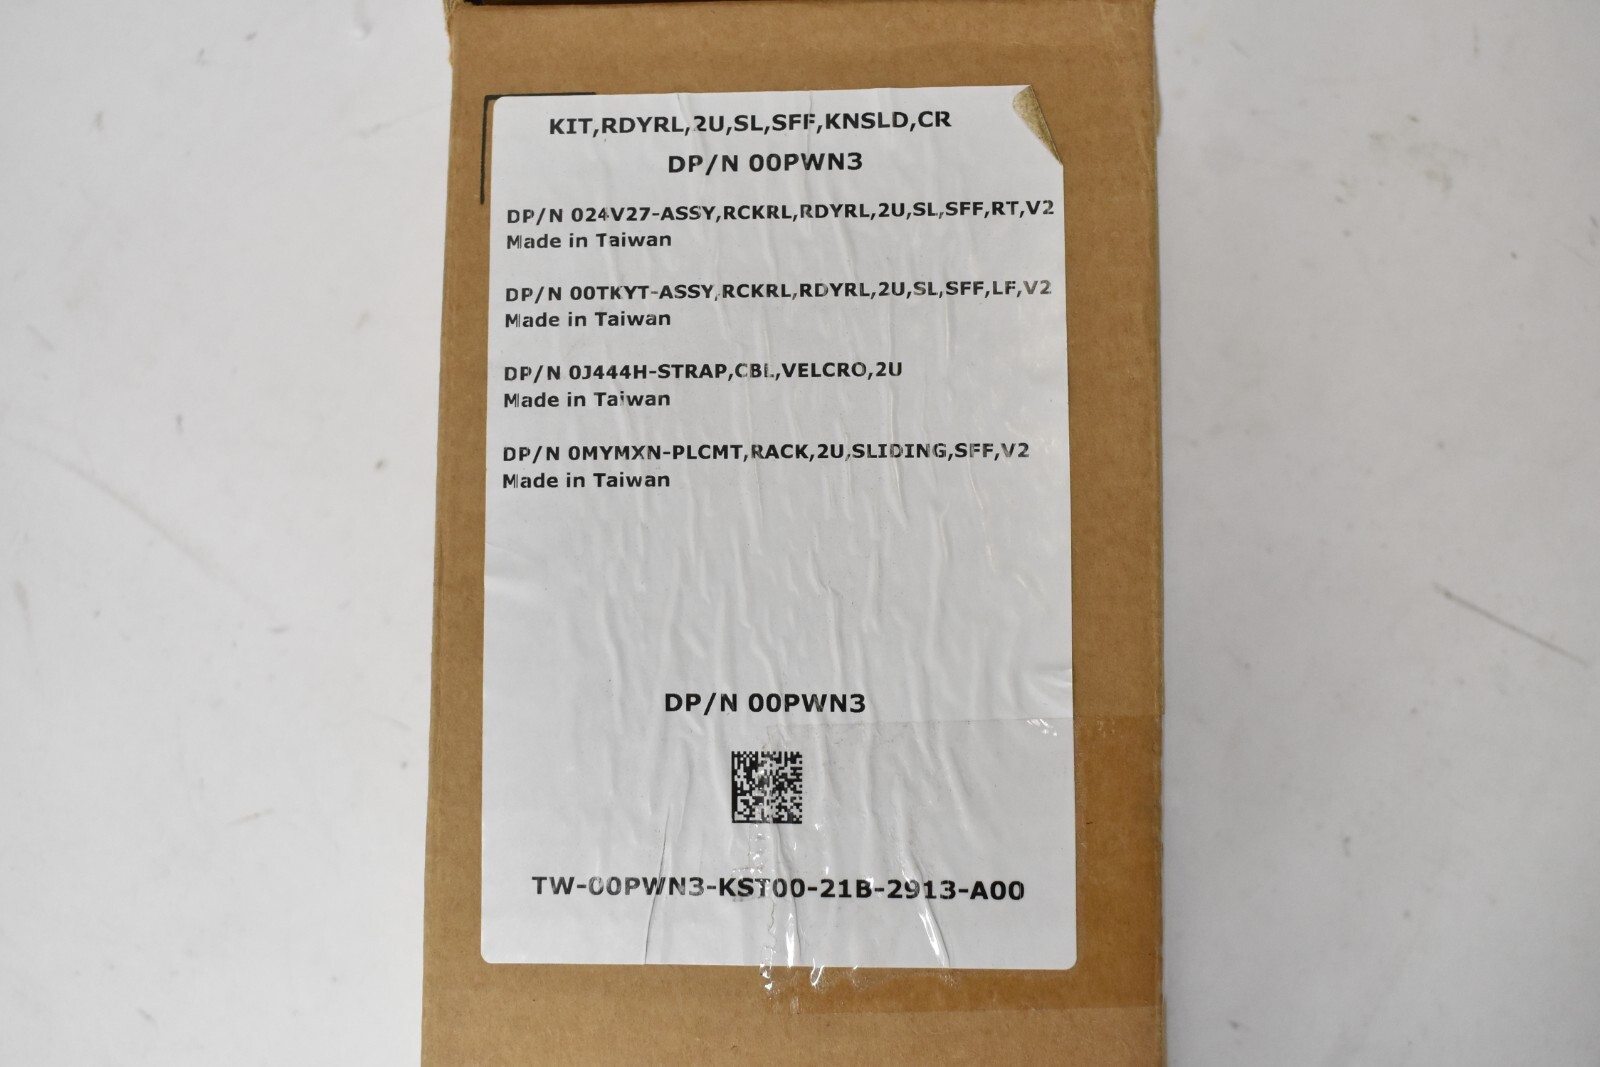 KIT,RDYRL,2U,SL,SFF,KNSLD,CR
DP/N 00PWN3
DP/N 024V27-ASSY,RCKRL,RDYRL,2U,SL,SFF,RT,V2
Made in Taiwan
DP/N 00TKYT-ASSY,RCKRL,RDYRL,2U,SL,SFF,LF,V2
Made in Taiwan
DP/N 0J444H-STRAP,CBL,VELCRO,2U
Made in Taiwan
DP/N 0MYMXN-PLCMT,RACK,2U,SLIDING,SFF,V2
Made in Taiwan
DP/N 00PWN3
TW-00PWN3-KST00-21B-2913-A00